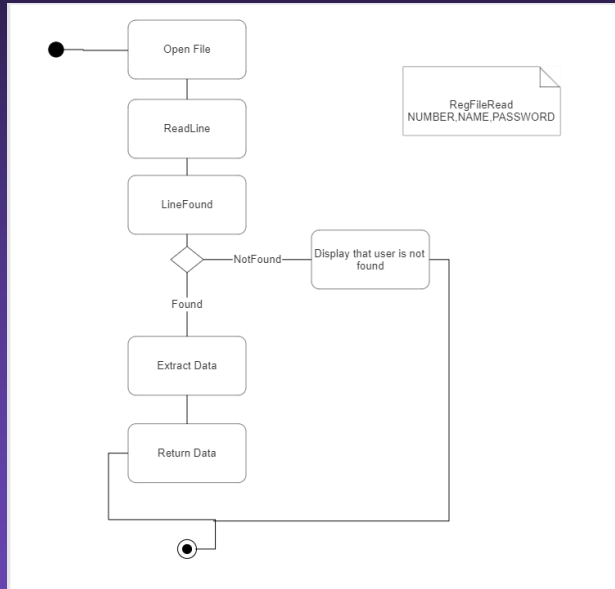 Open File
RegFileRead
NUMBER,NAME,PASSWORD
ReadLine
LineFound
NotFound
Display that user is not
found
Found
Extract Data
Return Data